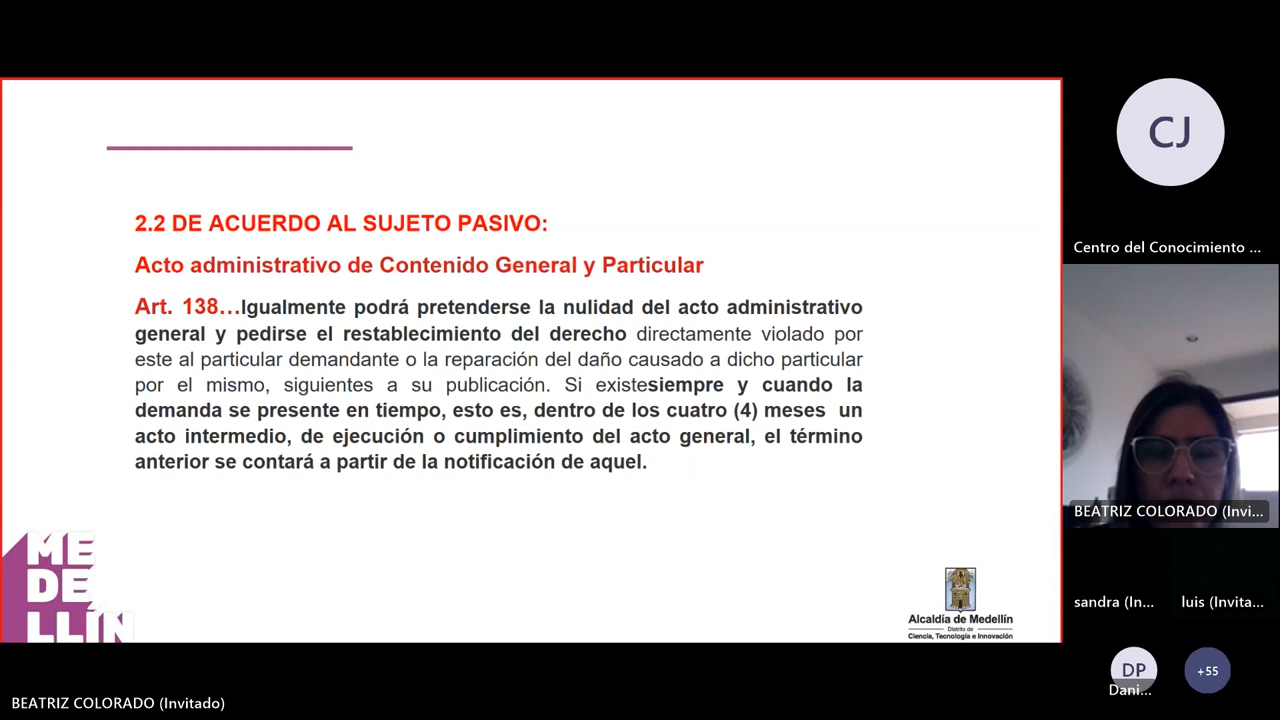 2.2 DE ACUERDO AL SUJETO PASIVO:
Acto administrativo de Contenido General y Particular
Art. 138…Igualmente podrá pretenderse la nulidad del acto administrativo
general y pedirse el restablecimiento del derecho directamente violado por
este al particular demandante o la reparación del daño causado a dicho particular
por el mismo, siguientes a su publicación. Si existesiempre y cuando la
demanda se presente en tiempo, esto es, dentro de los cuatro (4) meses un
acto intermedio, de ejecución o cumplimiento del acto general, el término
anterior se contará a partir de la notificación de aquel.
ME
DE
LLÍN
Alcaldía de Medellín
Distrito de
Ciencia, Tecnología e Innovación
CJ
Centro del Conocimiento ...
BEATRIZ COLORADO (Invi...
sandra (In...
luis (Invita...
DP
Dani...
+55
BEATRIZ COLORADO (Invitado)